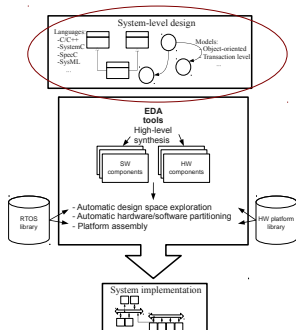 System-level design
Languages:
-C/C++
-SystemC
-SpecC
-SysML
...
Models:
- Object-oriented
- Transaction level
...
EDA
tools
High-level
synthesis
SW
components
HW
components
- Automatic design space exploration
- Automatic hardware/software partitioning
- Platform assembly
RTOS
library
HW platform
library
System implementation